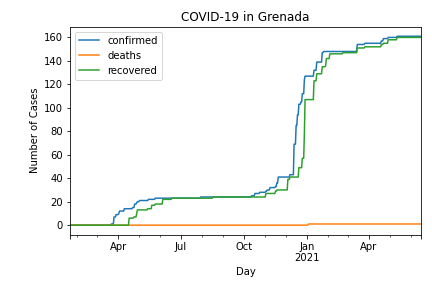 COVID-19 in Grenada
confirmed
deaths
recovered
Number of Cases
160
140
120
100
80
60
40
20
0
Apr Jul Oct Jan Apr
2021
Day